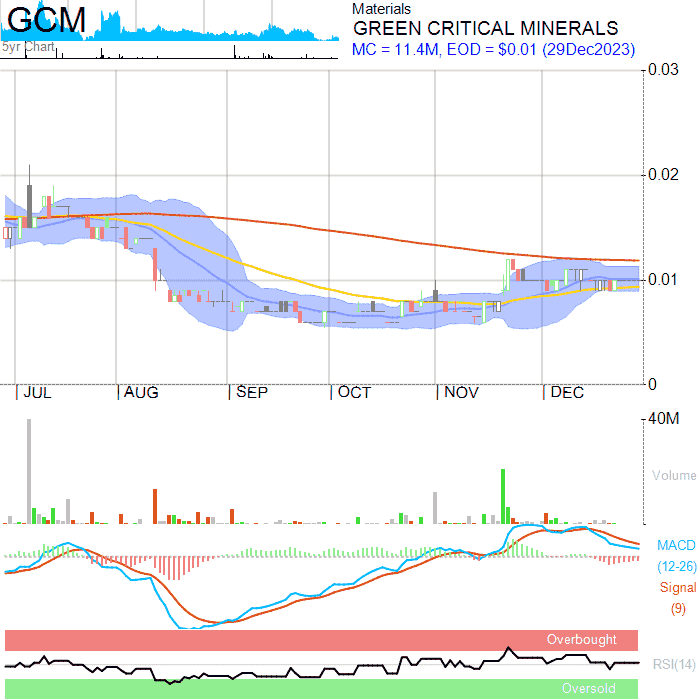 GCM
5yr Chart
Materials
GREEN CRITICAL MINERALS
MC = 11.4M, EOD = $0.01 (29Dec2023)
0.03
0.02
0.01
0
JUL AUG SEP OCT NOV DEC
40M
Volume
MACD
(12-26)
Signal
(9)
Overbought
RSI(14)
Oversold